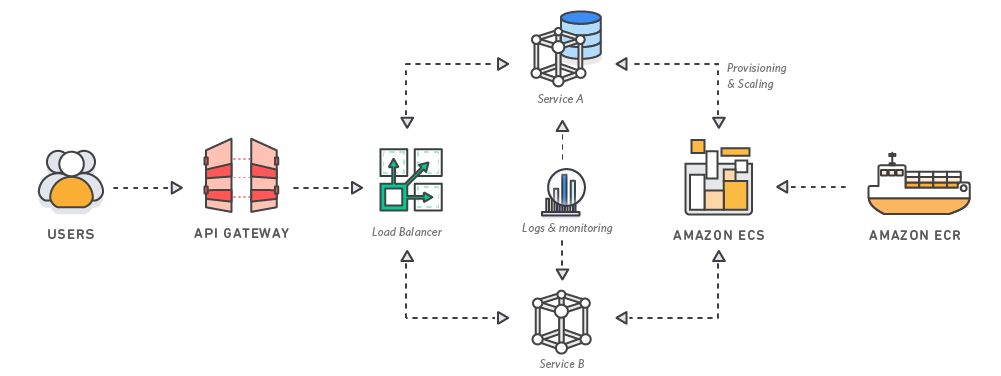 Service A
Provisioning
& Scaling
USERS
API GATEWAY
Load Balancer
Logs & monitoring
AMAZON ECS
AMAZON ECR
Service B